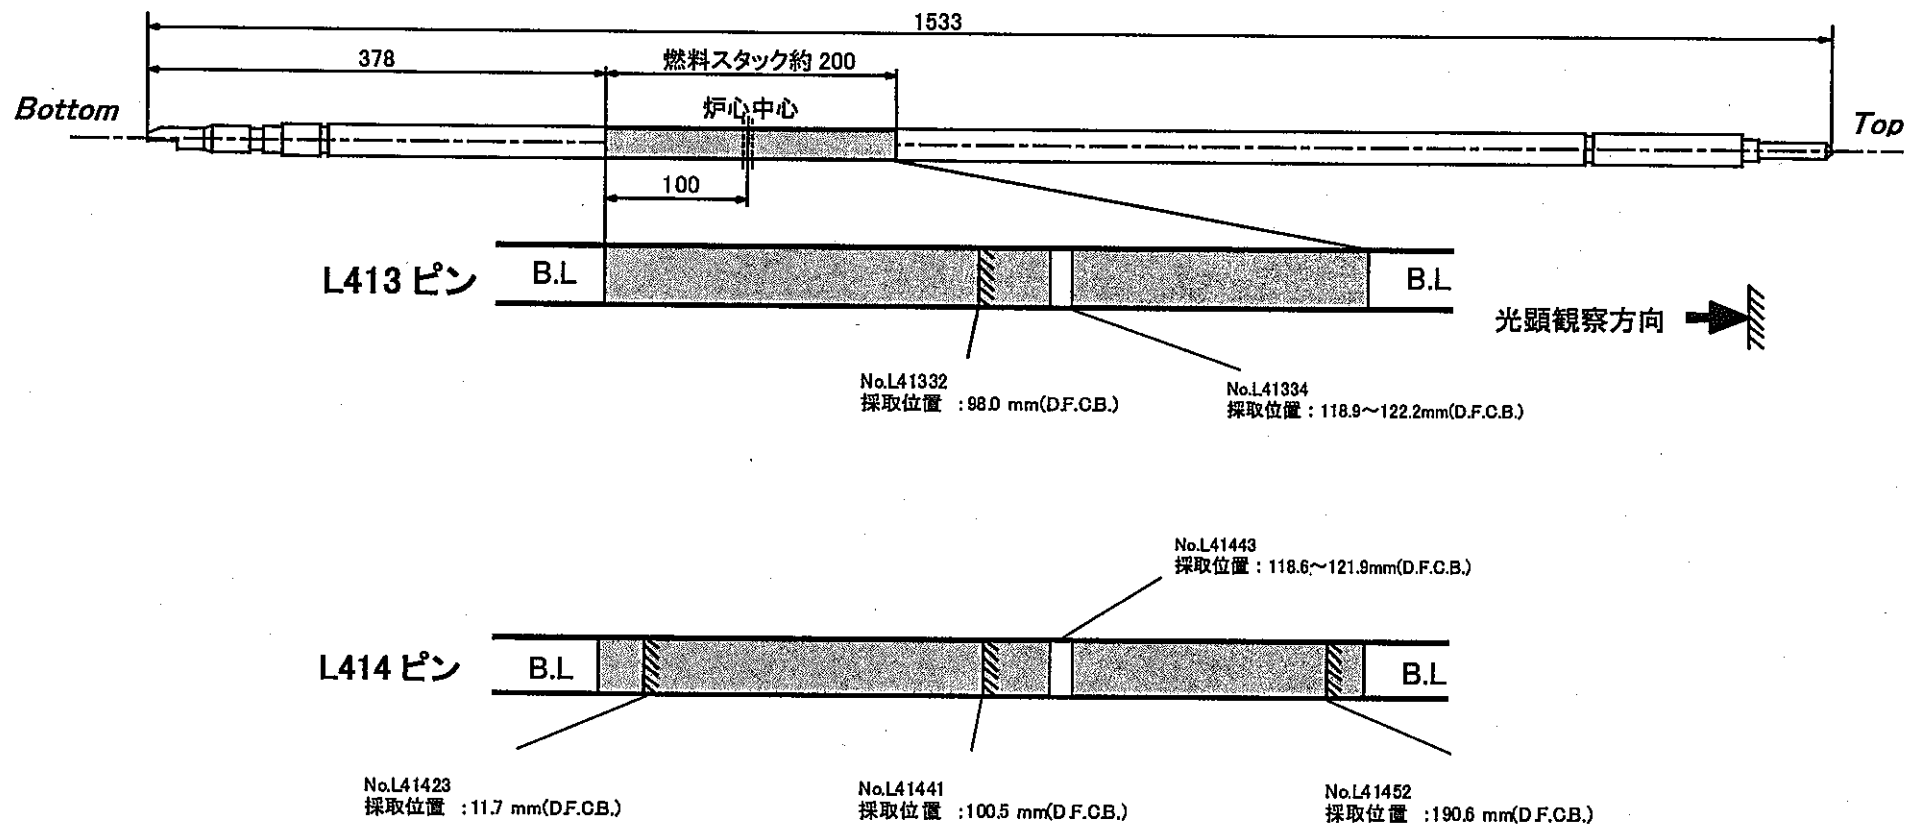 1533
378
燃料スタック約 200
Bottom
炉心中心
Top
100
L413 ピン
B.L
B.L
光顕観察方向
No.L41332
採取位置 :98.0 mm(D.F.C.B.)
No.L41334
採取位置:118.9~122.2mm(D.F.C.B.)
No.L41443
採取位置:118.6~121.9mm(D.F.C.B.)
L414 ピン
B.L
B.L
No.L41423
採取位置 :11.7 mm(D.F.C.B.)
No.L41441
採取位置 :100.5 mm(D.F.C.B.)
No.L41452
採取位置 :190.6 mm(D.F.C.B.)